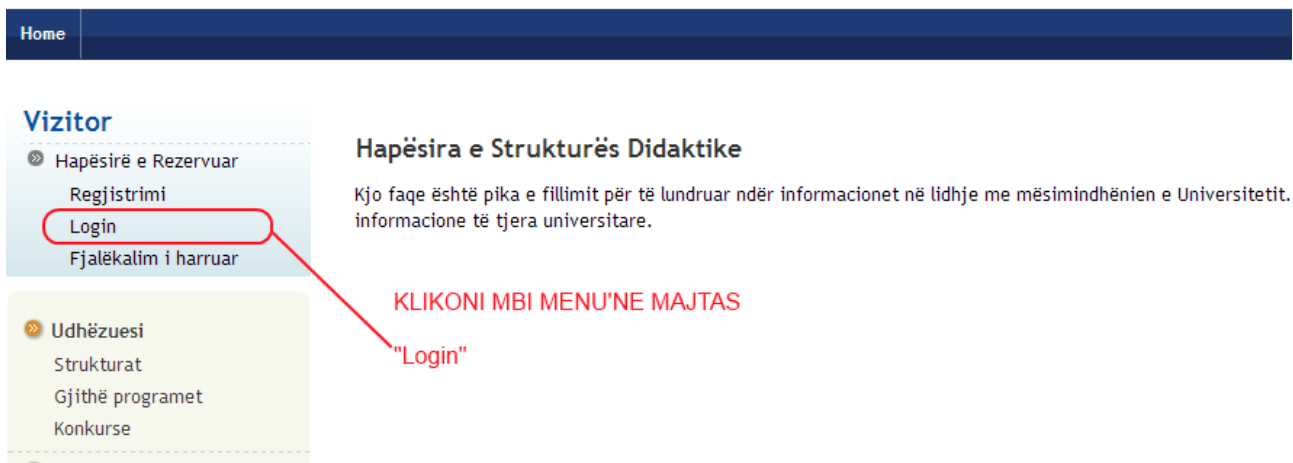 Home
Vizitor
Hapësirë e Rezervuar
Regjistrimi
Login
Fjalëkalim i harruar
Udhëzuesi
Strukturat
Gjithë programet
Konkurse
Hapësira e Strukturës Didaktike
Kjo faqe është pika e fillimit për të lundruar ndër informacionet në lidhje me mësimindhënien e Universitetit.
informacione të tjera universitare.
KLIKONI MBI MENU'NE MAJTAS
"Login"